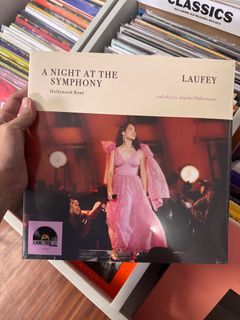 CLASSICS
A NIGHT AT THE
SYMPHONY
Hollywood Bowl
LAUFEY
with the Los Angeles Philharmonic